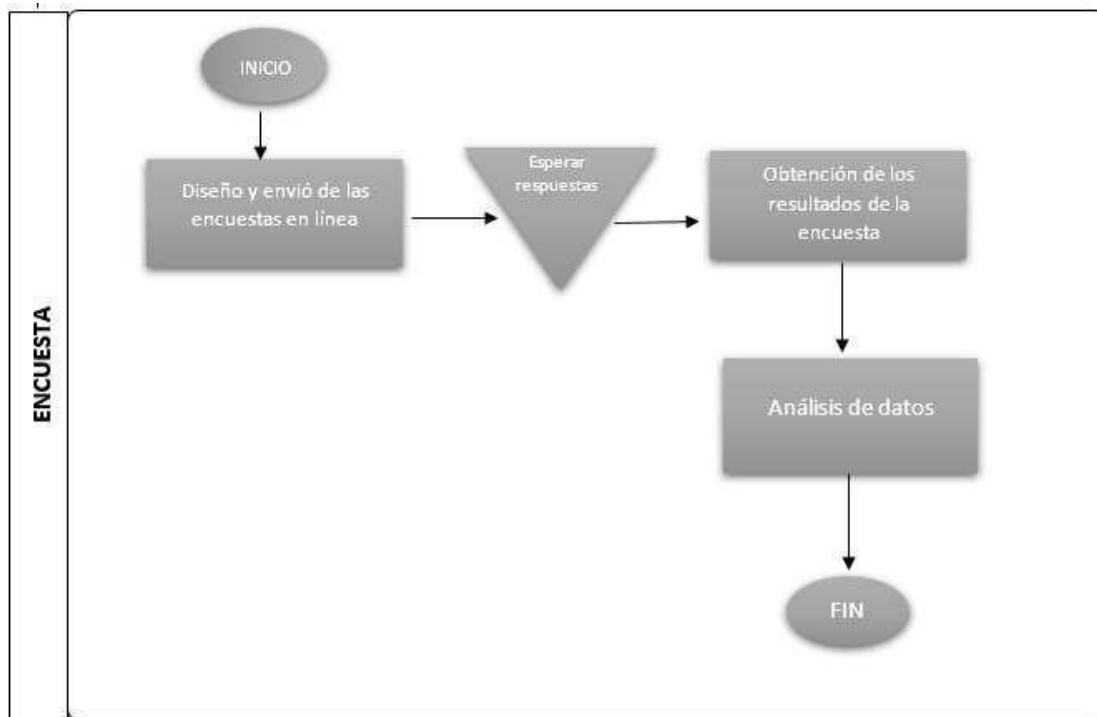 ENCUESTA
INICIO
Diseño y envió de las
encuestas en línea
Esperar
respuestas
Obtención de los
resultados de la
encuesta
Análisis de datos
FIN